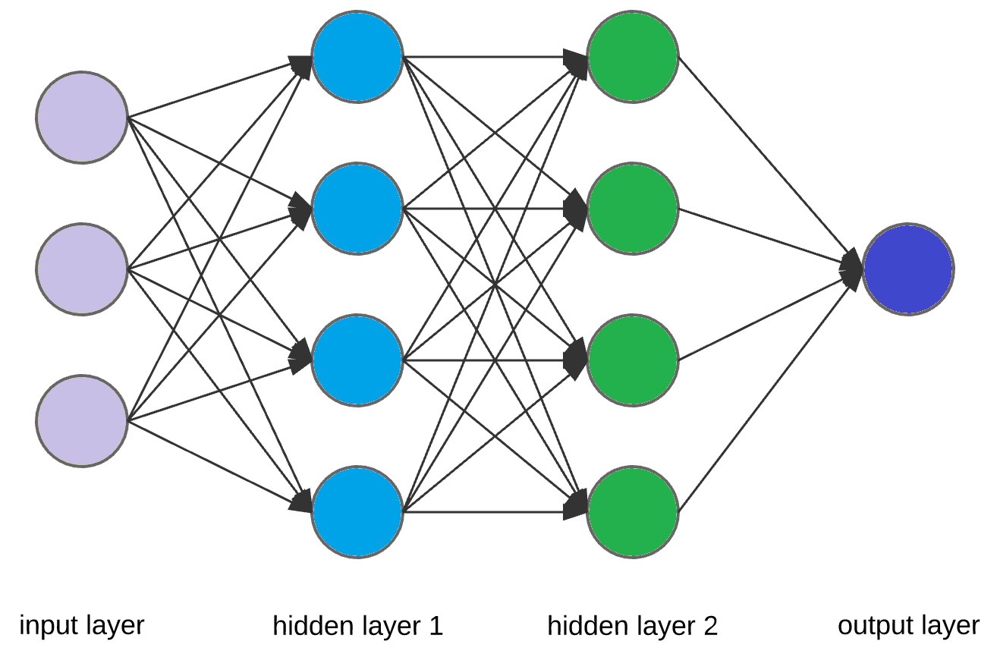 input layer
hidden layer 1
hidden layer 2
output layer